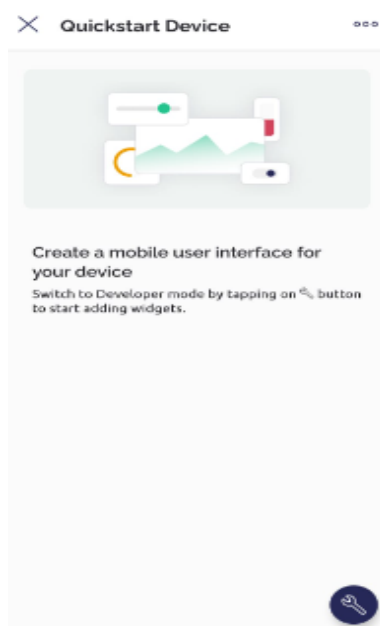 Quickstart Device
Create a mobile user interface for
your device
Switch to Developer mode by tapping on button
to start adding widgets.